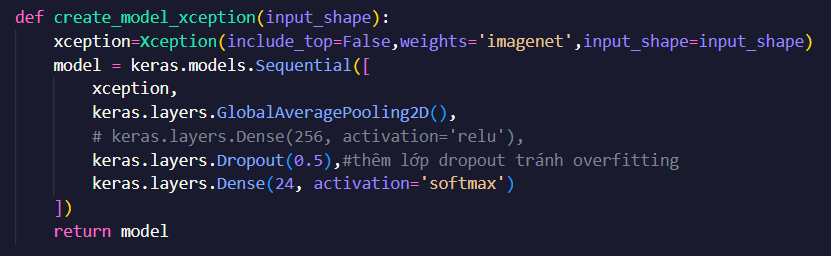 def create_model_xception(input_shape):
    xception=Xception(include_top=False,weights='imagenet',input_shape=input_shape)
    model = keras.models.Sequential([
        xception,
        keras.layers.GlobalAveragePooling2D(),
        # keras.layers.Dense(256, activation='relu'),
        keras.layers.Dropout(0.5),#thêm lớp dropout tránh overfitting
        keras.layers.Dense(24, activation='softmax')
    ])
    return model